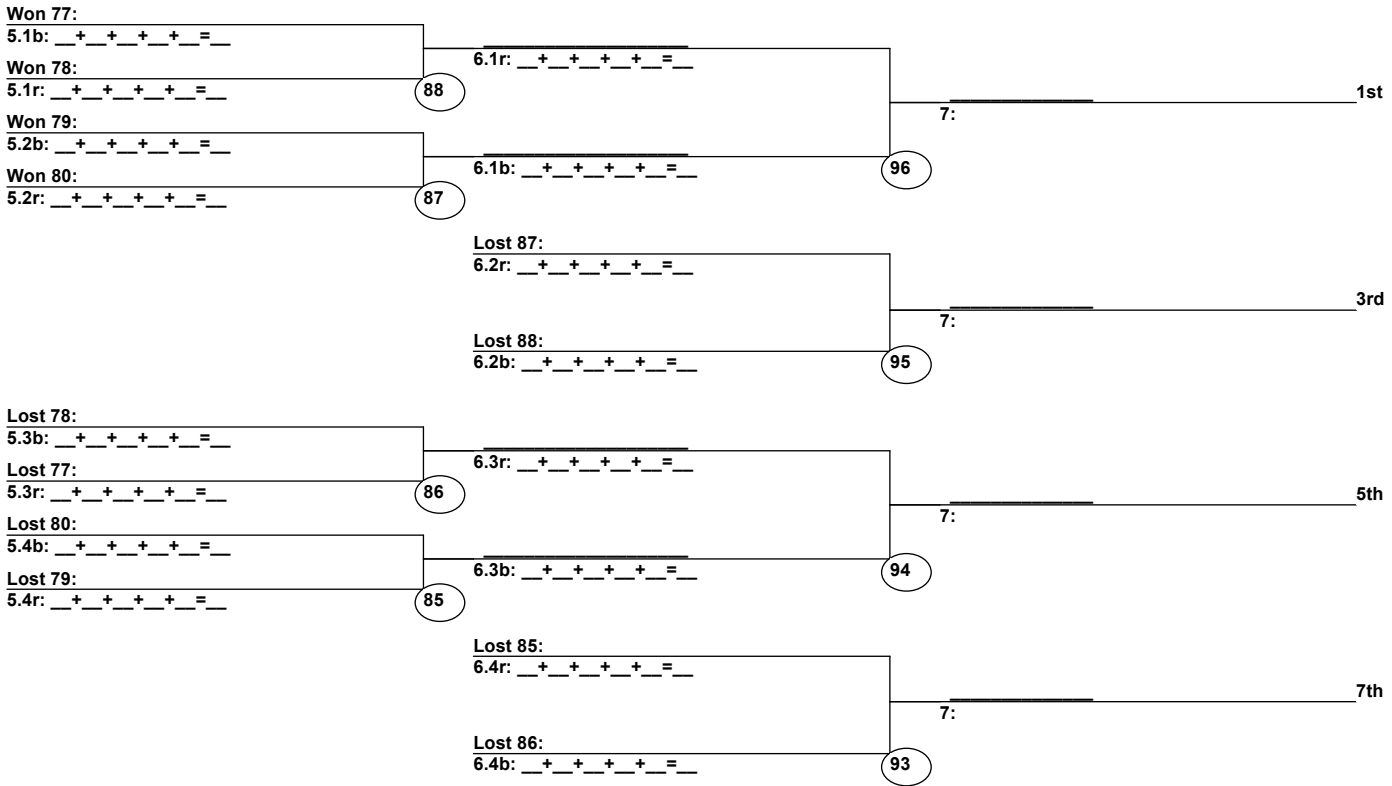 Won 77:
5.1b: __+__+__+__+__=__
6.1r: __+__+__+__+__=__
Won 78:
5.1r: __+__+__+__+__=__
88
1st
7:
Won 79:
5.2b: __+__+__+__+__=__
6.1b: __+__+__+__+__=__
96
Won 80:
5.2r: __+__+__+__+__=__
87
Lost 87:
6.2r: __+__+__+__+__=__
3rd
7:
Lost 88:
6.2b: __+__+__+__+__=__
95
Lost 78:
5.3b: __+__+__+__+__=__
6.3r: __+__+__+__+__=__
Lost 77:
5.3r: __+__+__+__+__=__
86
5th
7:
Lost 80:
5.4b: __+__+__+__+__=__
6.3b: __+__+__+__+__=__
94
Lost 79:
5.4r: __+__+__+__+__=__
85
Lost 85:
6.4r: __+__+__+__+__=__
7th
7:
Lost 86:
6.4b: __+__+__+__+__=__
93